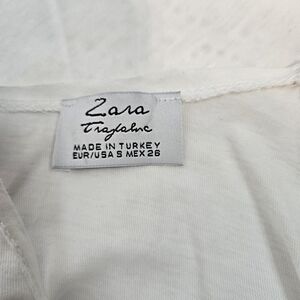 Zara
Trafaluc
MADE IN TURKEY
EUR/USA S MEX 26